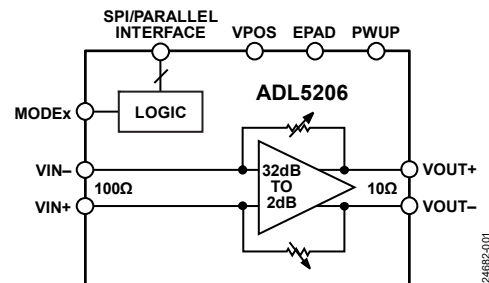 SPI/PARALLEL
INTERFACE
VPOS
EPAD
PWUP
MODEx
LOGIC
ADL5206
VIN–
100Ω
VIN+
32dB
TO
2dB
10Ω
VOUT+
VOUT–
24682-001